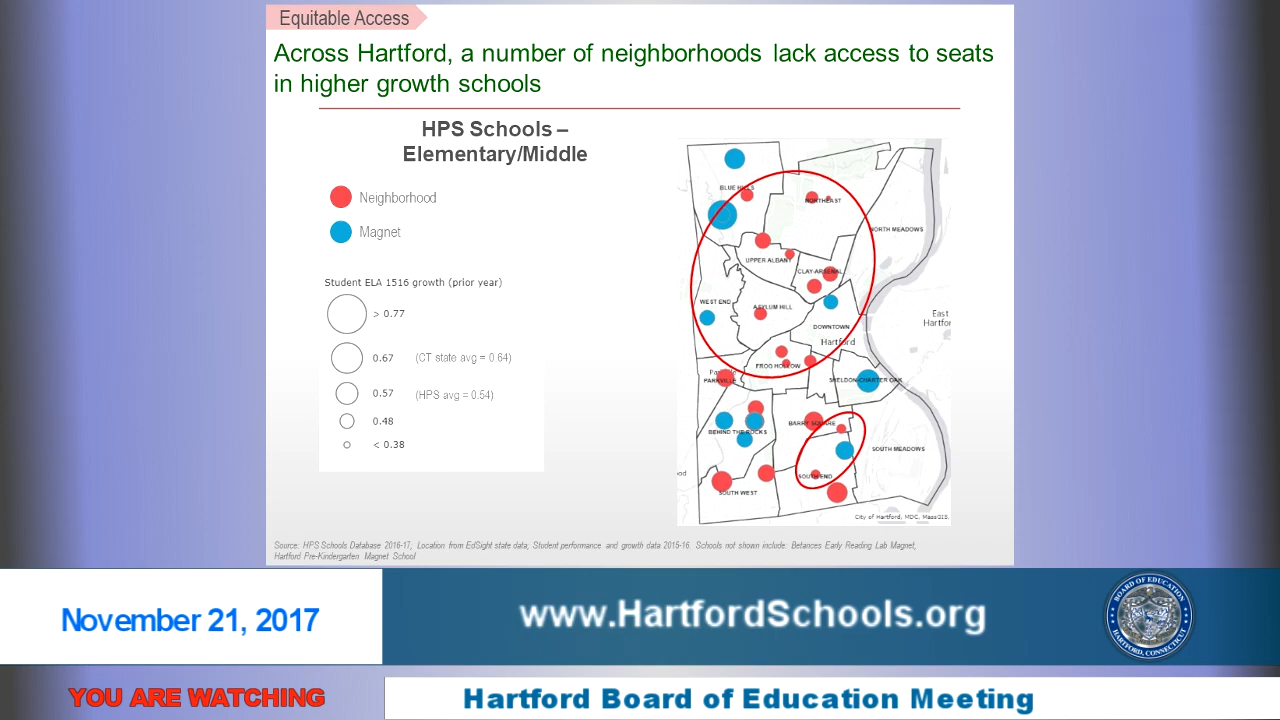 Equitable Access
Across Hartford, a number of neighborhoods lack access to seats
in higher growth schools
HPS Schools –
Elementary/Middle
Neighborhood
Magnet
Student ELA 1516 growth (prior year)
> 0.77
0.67 (CT state avg = 0.64)
0.57 (HPS avg = 0.54)
0.48
< 0.38
BLUE HILLS
NORTHEAST
NORTH MEADOWS
UPPER ALBANY
CLAY-ARSENAL
WEST END
ASYLUM HILL
DOWNTOWN
East
Hartfor
Hartford
FROG HOLLOW
PARKVILLE
SHELDON-CHARTER OAK
BARRY SQUARE
BEHIND THE ROCKS
SOUTH MEADOWS
SOUTH END
SOUTH WEST
City of Hartford, MDC, MassGIS,
Source: HPS Schools Database 2016-17; Location from EdSight state data; Student performance and growth data 2015-16. Schools not shown include: Betances Early Reading Lab Magnet,
Hartford Pre-Kindergarten Magnet School
November 21, 2017
www.HartfordSchools.org
BOARD OF EDUCATION
HARTFORD, CONNECTICUT
YOU ARE WATCHING
Hartford Board of Education Meeting